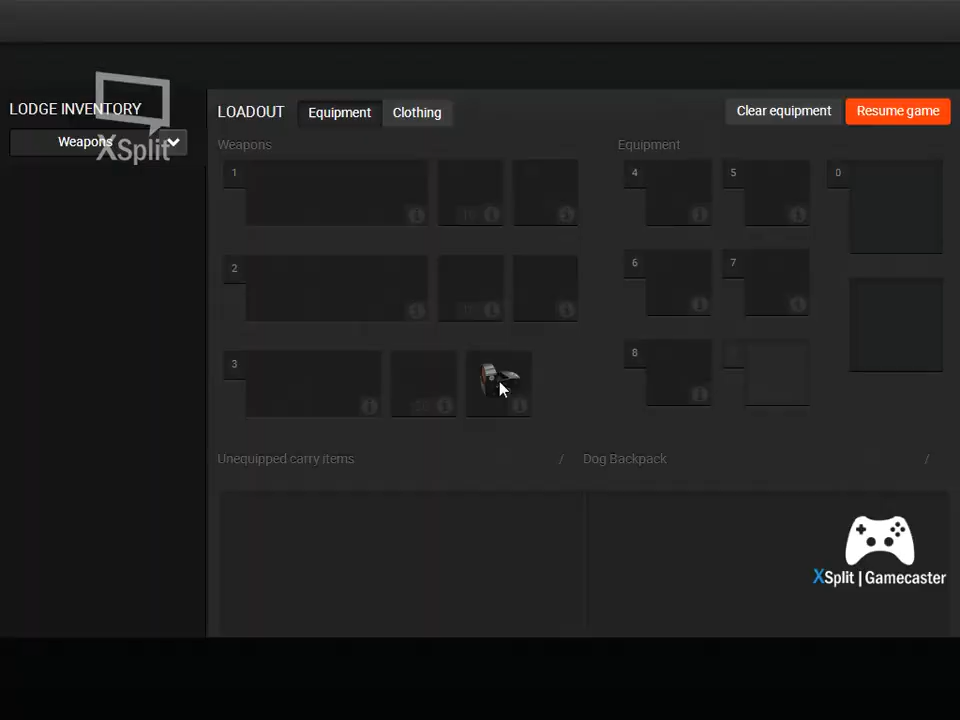 LODGE INVENTORY
Weapons
XSplit
LOADOUT
Equipment
Clothing
Clear equipment
Resume game
Weapons
Equipment
1
4
5
0
2
6
7
3
8
Unequipped carry items
/
Dog Backpack
/
XSplit | Gamecaster